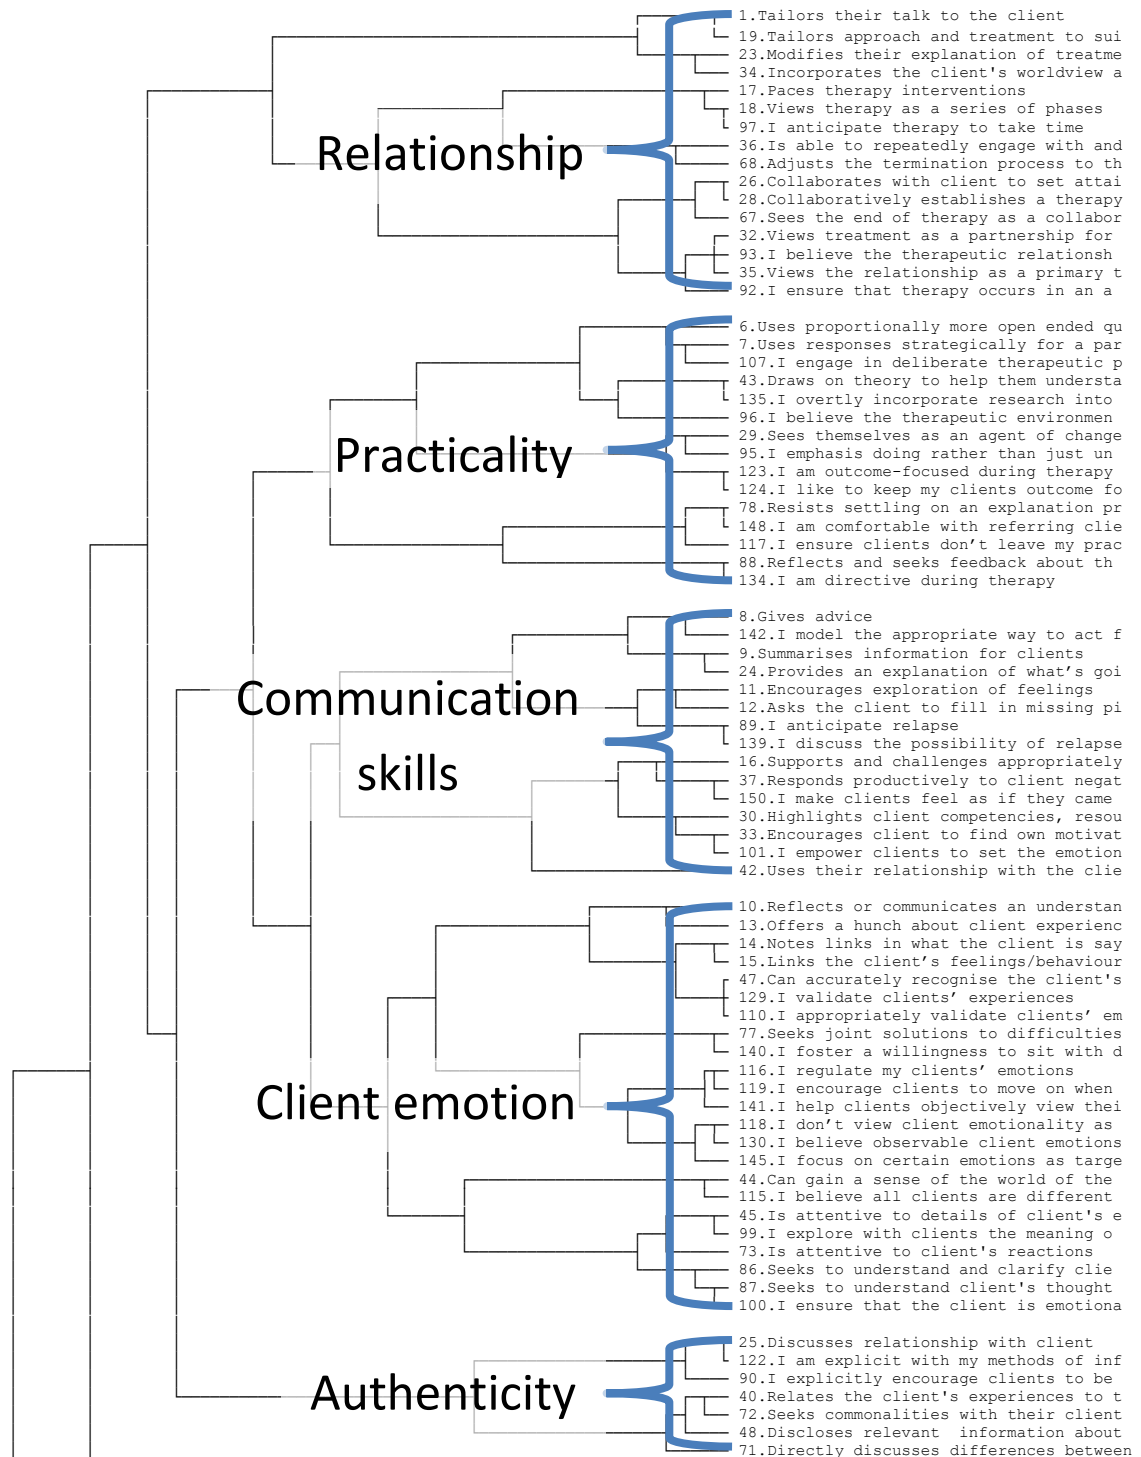 1.Tailors their talk to the client
19.Tailors approach and treatment to sui
23.Modifies their explanation of treatme
34.Incorporates the client's worldview a
17.Paces therapy interventions
18.Views therapy as a series of phases
97.I anticipate therapy to take time
Relationship
36.Is able to repeatedly engage with and
68.Adjusts the termination process to th
26.Collaborates with client to set attai
28.Collaboratively establishes a therapy
67.Sees the end of therapy as a collabor
32.Views treatment as a partnership for
93.I believe the therapeutic relationsh
35.Views the relationship as a primary t
92.I ensure that therapy occurs in an a
6.Uses proportionally more open ended qu
7.Uses responses strategically for a par
107.I engage in deliberate therapeutic p
43.Draws on theory to help them understa
135.I overtly incorporate research into
96.I believe the therapeutic environmen
29.Sees themselves as an agent of change
Practicality
95.I emphasis doing rather than just un
123.I am outcome-focused during therapy
124.I like to keep my clients outcome fo
78.Resists settling on an explanation pr
148.I am comfortable with referring clie
117.I ensure clients don’t leave my prac
88.Reflects and seeks feedback about th
134.I am directive during therapy
8.Gives advice
142.I model the appropriate way to act f
9.Summarises information for clients
24.Provides an explanation of what’s goi
11.Encourages exploration of feelings
Communication
12.Asks the client to fill in missing pi
89.I anticipate relapse
139.I discuss the possibility of relapse
16.Supports and challenges appropriately
skills
37.Responds productively to client negat
150.I make clients feel as if they came
30.Highlights client competencies, resou
33.Encourages client to find own motivat
101.I empower clients to set the emotion
42.Uses their relationship with the clie
10.Reflects or communicates an understan
13.Offers a hunch about client experienc
14.Notes links in what the client is say
15.Links the client’s feelings/behaviour
47.Can accurately recognise the client's
129.I validate clients’ experiences
110.I appropriately validate clients’ em
77.Seeks joint solutions to difficulties
140.I foster a willingness to sit with d
116.I regulate my clients’ emotions
119.I encourage clients to move on when
Client emotion
141.I help clients objectively view thei
118.I don’t view client emotionality as
130.I believe observable client emotions
145.I focus on certain emotions as targe
44.Can gain a sense of the world of the
115.I believe all clients are different
45.Is attentive to details of client's e
99.I explore with clients the meaning o
73.Is attentive to client's reactions
86.Seeks to understand and clarify clie
87.Seeks to understand client's thought
100.I ensure that the client is emotiona
25.Discusses relationship with client
122.I am explicit with my methods of inf
90.I explicitly encourage clients to be
Authenticity
40.Relates the client's experiences to t
72.Seeks commonalities with their client
48.Discloses relevant  information about
71.Directly discusses differences between